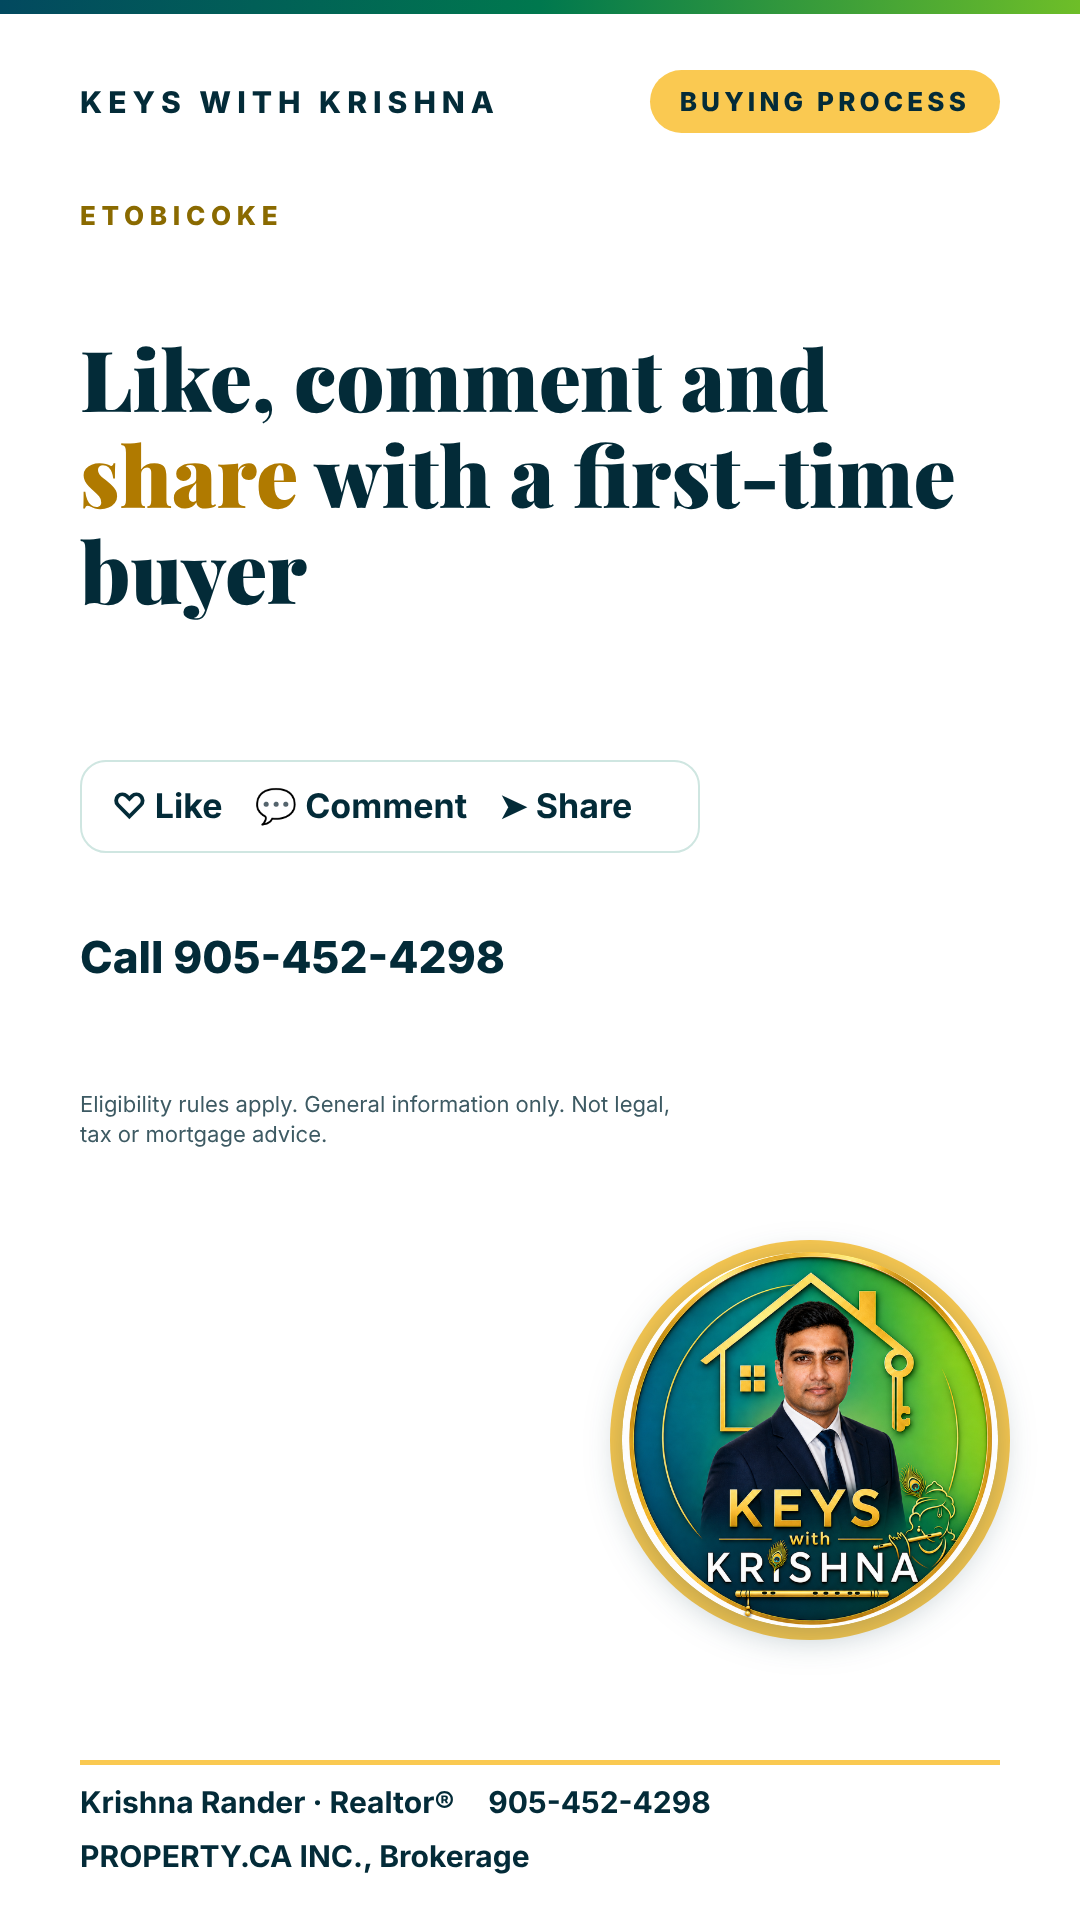 KEYS WITH KRISHNA
BUYING PROCESS
ETOBICOKE
Like, comment and
share with a first-time
buyer
♡ Like 💬 Comment ➤ Share
Call 905-452-4298
Eligibility rules apply. General information only. Not legal,
tax or mortgage advice.
KEYS
with
KRISHNA
Krishna Rander · Realtor® 905-452-4298
PROPERTY.CA INC., Brokerage